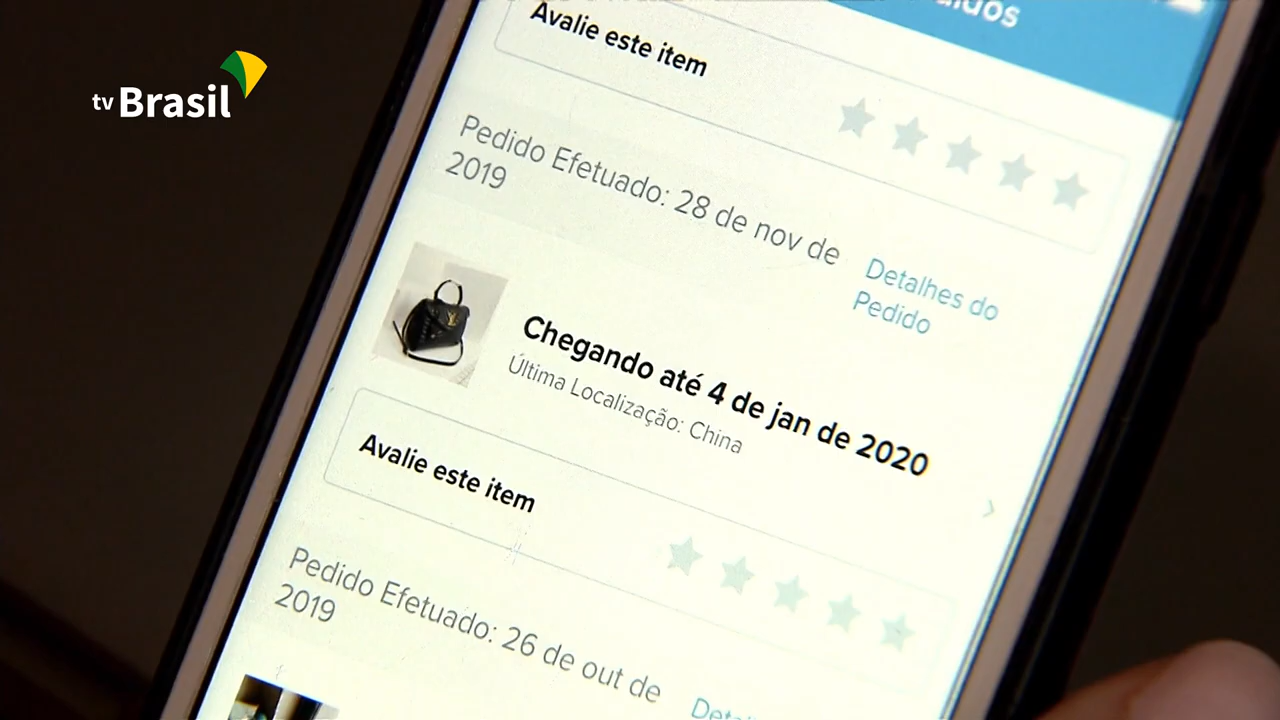 tv Brasil
Avalie este item
Pedido Efetuado: 28 de nov de
2019
Detalhes do
Pedido
Chegando até 4 de jan de 2020
Última Localização: China
Avalie este item
Pedido Efetuado: 26 de out de
2019